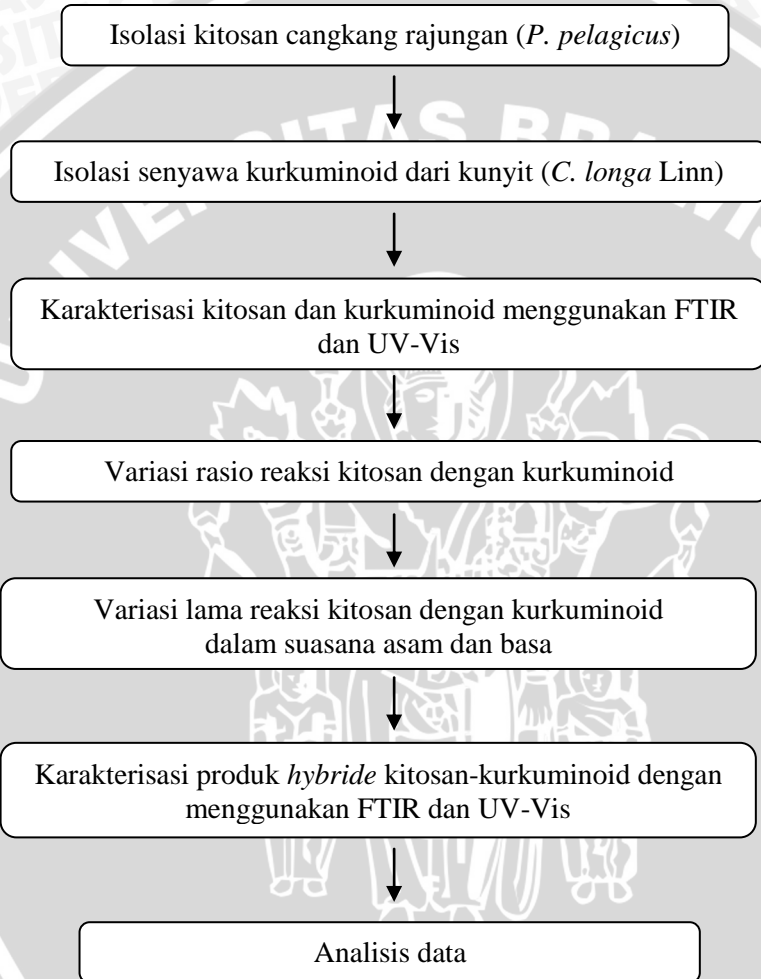 Isolasi kitosan cangkang rajungan (P. pelagicus)
Isolasi senyawa kurkuminoid dari kunyit (C. longa Linn)
Karakterisasi kitosan dan kurkuminoid menggunakan FTIR
dan UV-Vis
Variasi rasio reaksi kitosan dengan kurkuminoid
Variasi lama reaksi kitosan dengan kurkuminoid
dalam suasana asam dan basa
Karakterisasi produk hybride kitosan-kurkuminoid dengan
menggunakan FTIR dan UV-Vis
Analisis data